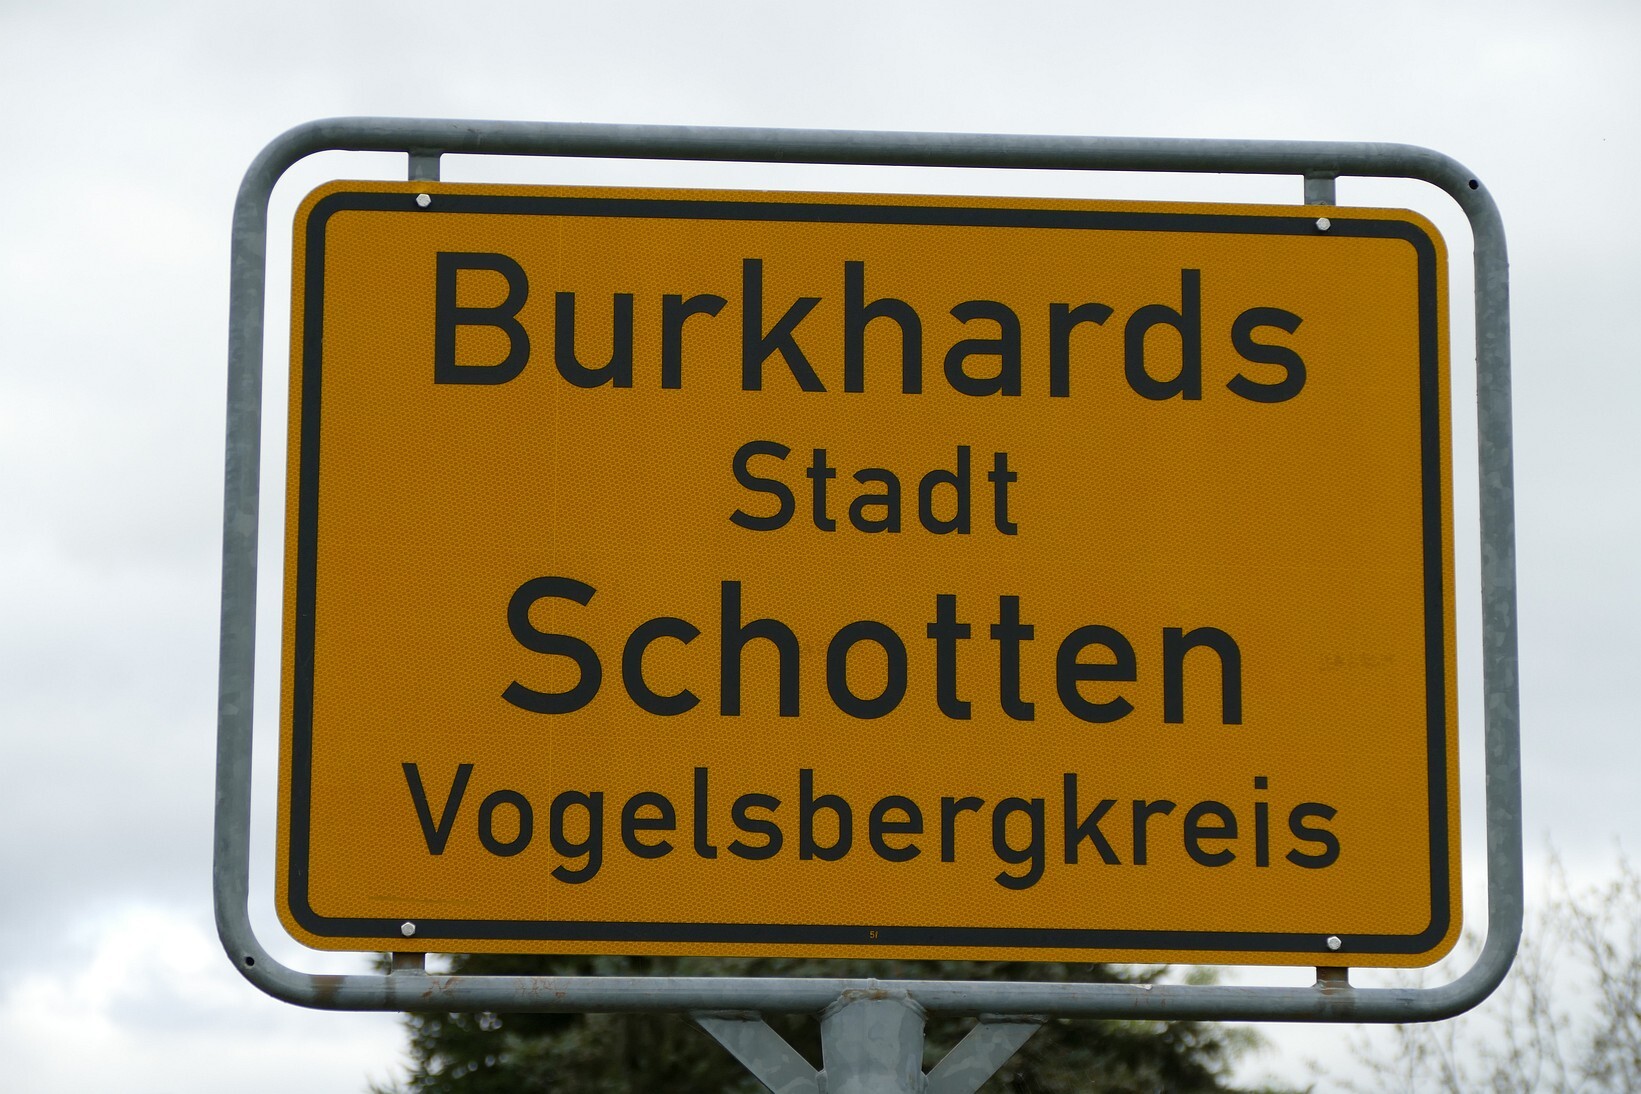 Burkhards
Stadt
Schotten
Vogelsbergkreis